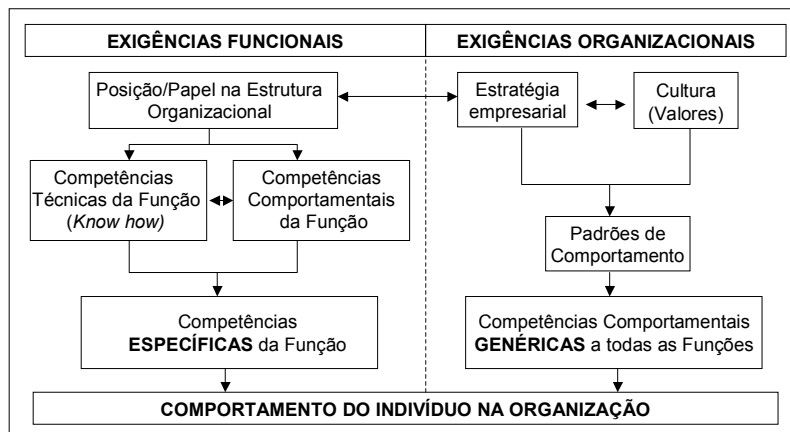 EXIGÊNCIAS FUNCIONAIS
EXIGÊNCIAS ORGANIZACIONAIS
Posição/Papel na Estrutura
Organizacional
Estratégia
empresarial
Cultura
(Valores)
Competências
Técnicas da Função
(Know how)
Competências
Comportamentais
da Função
Padrões de
Comportamento
Competências
ESPECÍFICAS da Função
Competências Comportamentais
GENÉRICAS a todas as Funções
COMPORTAMENTO DO INDIVÍDUO NA ORGANIZAÇÃO